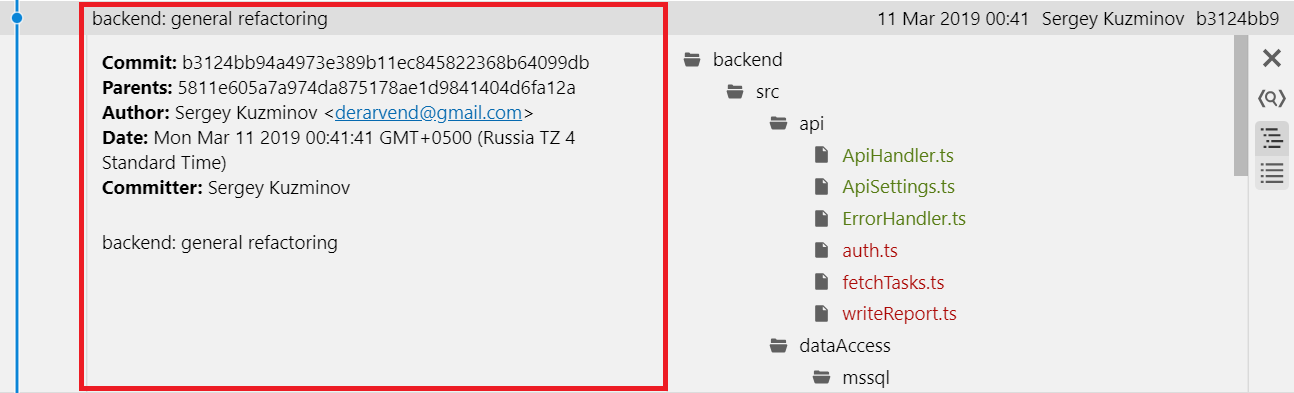 backend: general refactoring 11 Mar 2019 00:41 Sergey Kuzminov b3124bb9
Commit: b3124bb94a4973e389b11ec845822368b64099db
Parents: 5811e605a7a974da875178ae1d9841404d6fa12a
Author: Sergey Kuzminov <derarvend@gmail.com>
Date: Mon Mar 11 2019 00:41:41 GMT+0500 (Russia TZ 4
Standard Time)
Committer: Sergey Kuzminov
backend: general refactoring
backend
src
api
ApiHandler.ts
ApiSettings.ts
ErrorHandler.ts
auth.ts
fetchTasks.ts
writeReport.ts
dataAccess
mssql